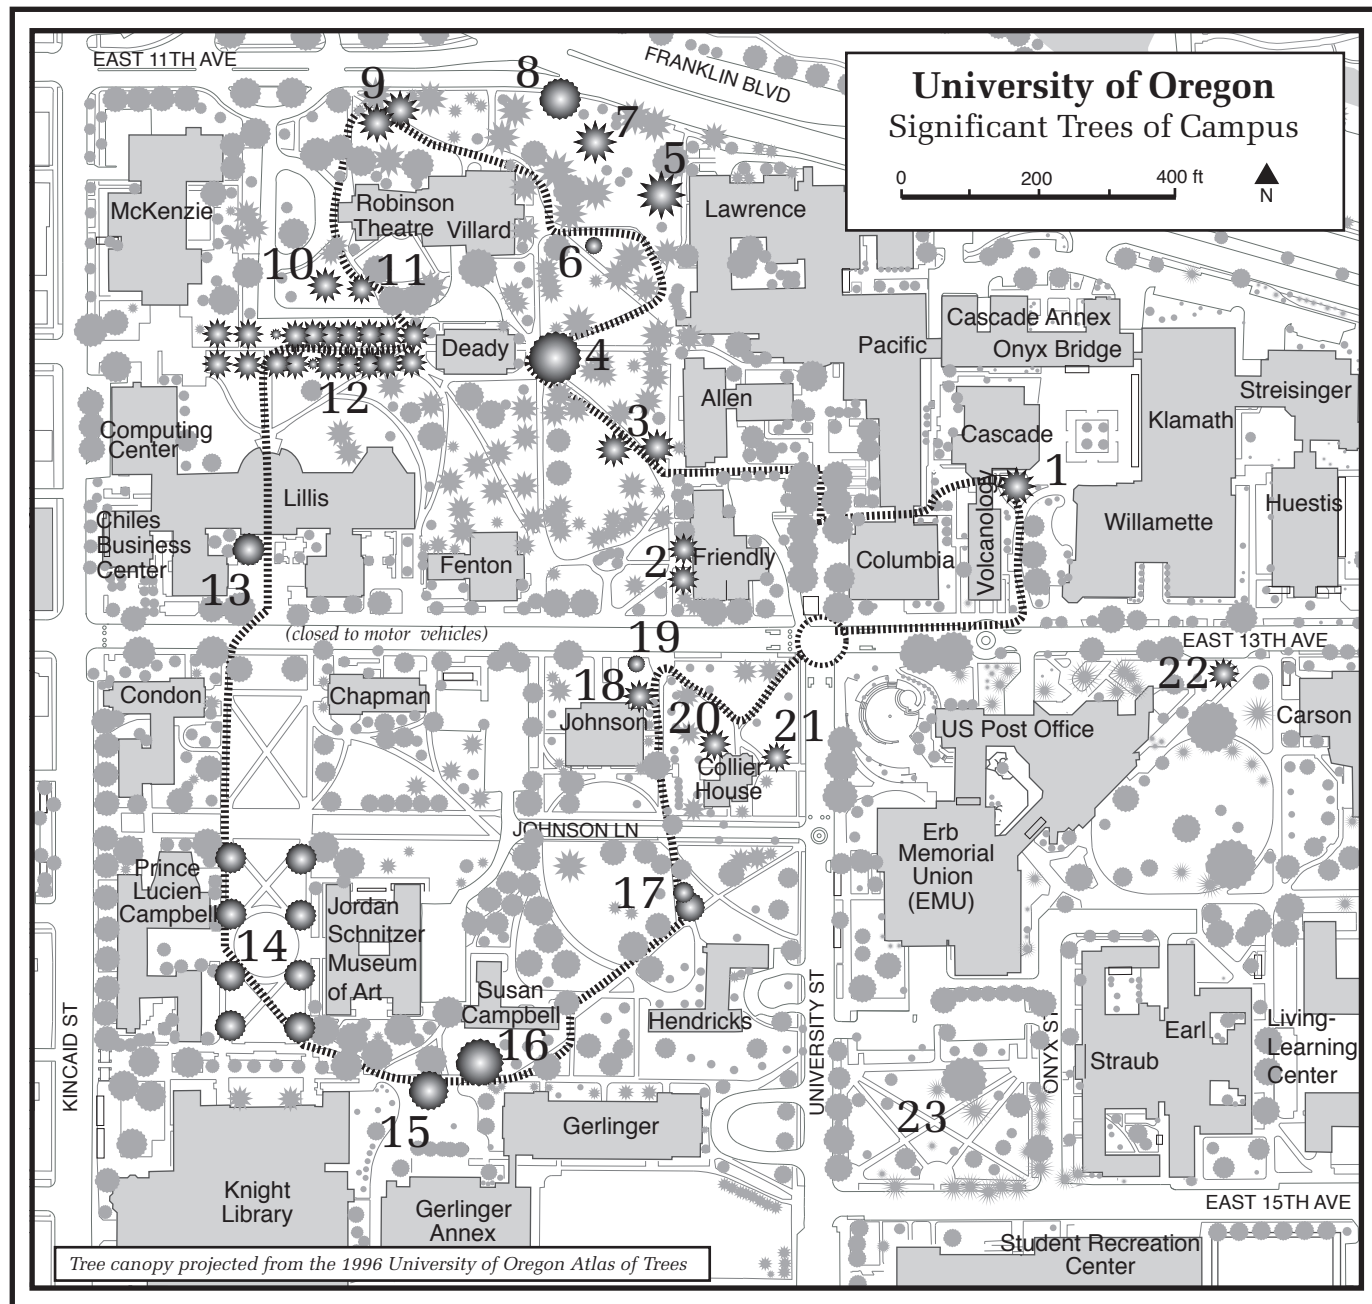 EAST 11TH AVE
FRANKLIN BLVD
University of Oregon
Significant Trees of Campus
0 200 400 ft
N
8
9
7
5
McKenzie
Robinson
Theatre
Villard
Lawrence
6
10
11
Cascade Annex
Onyx Bridge
Deady
4
Pacific
Allen
Streisinger
12
3
Klamath
Computing
Center
Cascade
1
Lillis
Volcanology
Huestis
Chiles
Business
Center
Willamette
2
Friendly
Columbia
Fenton
13
(closed to motor vehicles)
19
EAST 13TH AVE
22
Condon
Chapman
18
Johnson
20
21
US Post Office
Carson
Collier
House
JOHNSON LN
Erb
Memorial
Union
(EMU)
Prince
Lucien
Campbell
17
Jordan
Schnitzer
Museum
of Art
14
Susan
Campbell
Hendricks
16
KINCAID ST
UNIVERSITY ST
ONYX ST
Earl
Straub
Living-
Learning
Center
15
Gerlinger
23
Knight
Library
Gerlinger
Annex
EAST 15TH AVE
Student Recreation
Center
Tree canopy projected from the 1996 University of Oregon Atlas of Trees